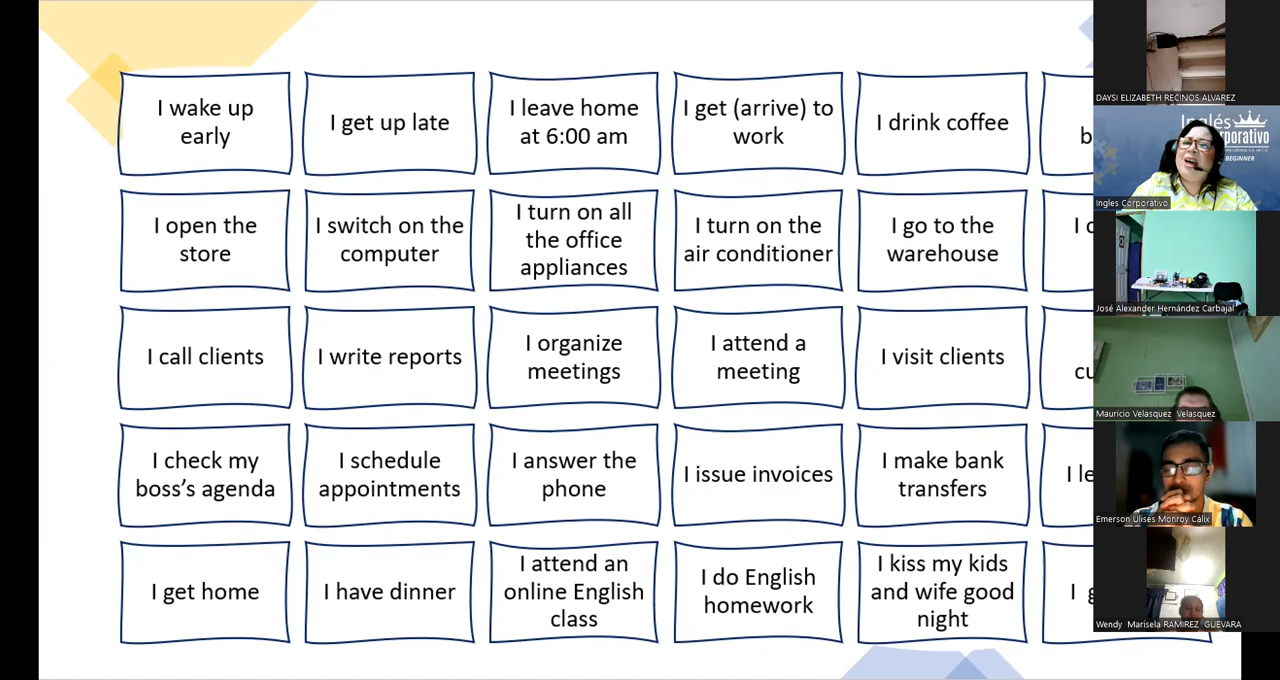 I wake up
early
I get up late
I leave home
at 6:00 am
I get (arrive) to
work
I drink coffee
I open the
store
I switch on the
computer
I turn on all
the office
appliances
I turn on the
air conditioner
I go to the
warehouse
I call clients
I write reports
I organize
meetings
I attend a
meeting
I visit clients
I check my
boss's agenda
I schedule
appointments
I answer the
phone
I issue invoices
I make bank
transfers
I get home
I have dinner
I attend an
online English
class
I do English
homework
I kiss my kids
and wife good
night
DAYSI ELIZABETH RECINOS ALVAREZ
Inglés
BEGINNER
Ingles Corporativo
José Alexander Hernández Carbajal
Mauricio Velasquez Velasquez
Emerson Ulises Monroy Cálix
Wendy Marisela RAMIREZ GUEVARA